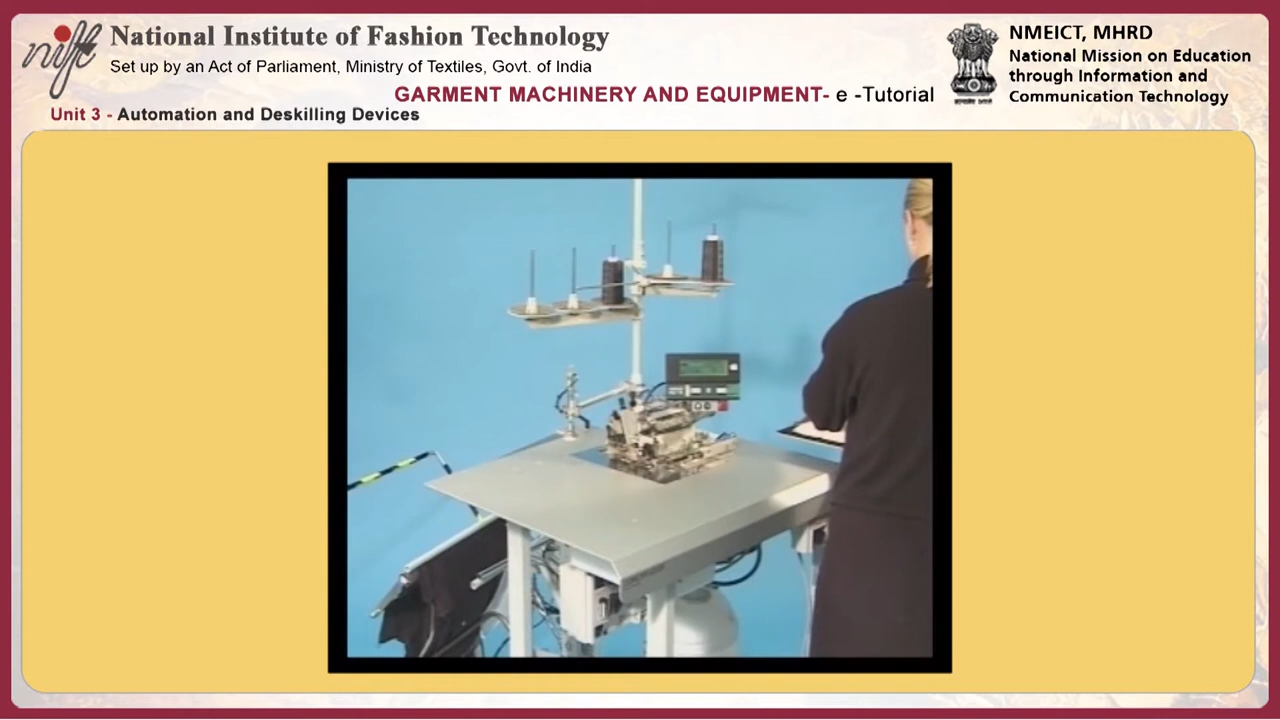 nift
National Institute of Fashion Technology
Set up by an Act of Parliament, Ministry of Textiles, Govt. of India
GARMENT MACHINERY AND EQUIPMENT- e -Tutorial
Unit 3 - Automation and Deskilling Devices
NMEICT, MHRD
National Mission on Education
through Information and
Communication Technology